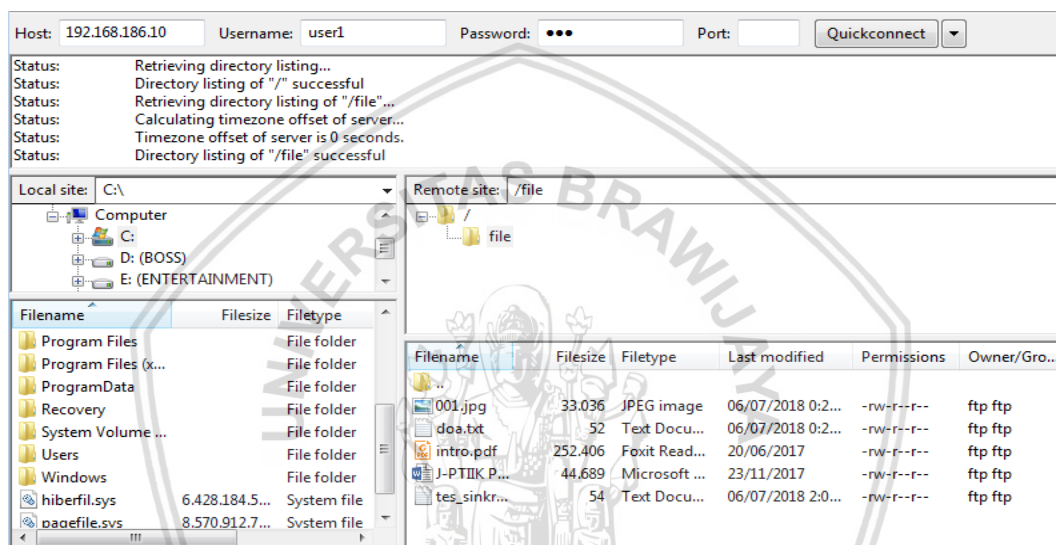 Host: 192.168.186.10 Username: user1 Password: ●●● Port: Quickconnect
Status: Retrieving directory listing...
Status: Directory listing of "/" successful
Status: Retrieving directory listing of "/file"...
Status: Calculating timezone offset of server...
Status: Timezone offset of server is 0 seconds.
Status: Directory listing of "/file" successful
Local site: C:\
Computer
C:
D: (BOSS)
E: (ENTERTAINMENT)
Filename Filesize Filetype
Program Files File folder
Program Files (x... File folder
ProgramData File folder
Recovery File folder
System Volume ... File folder
Users File folder
Windows File folder
hiberfil.sys 6.428.184.5... System file
pagefile.sys 8.570.912.7... System file
Remote site: /file
/
file
Filename Filesize Filetype Last modified Permissions Owner/Gro...
..
001.jpg 33.036 JPEG image 06/07/2018 0:2... -rw-r--r-- ftp ftp
doa.txt 52 Text Docu... 06/07/2018 0:2... -rw-r--r-- ftp ftp
intro.pdf 252.406 Foxit Read... 20/06/2017 -rw-r--r-- ftp ftp
J-PTIIK P... 44.689 Microsoft ... 23/11/2017 -rw-r--r-- ftp ftp
tes_sinkr... 54 Text Docu... 06/07/2018 2:0... -rw-r--r-- ftp ftp
UNIVERSITAS BRAWIJAYA